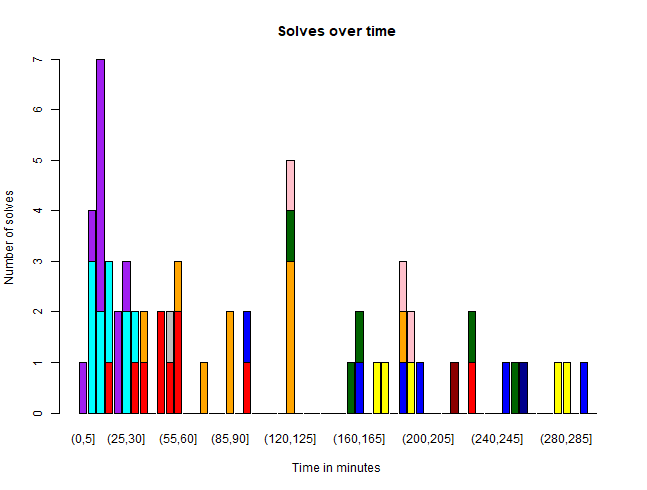 Solves over time
Number of solves
7
6
5
4
3
2
1
0
(0,5] (25,30] (55,60] (85,90] (120,125] (160,165] (200,205] (240,245] (280,285]
Time in minutes